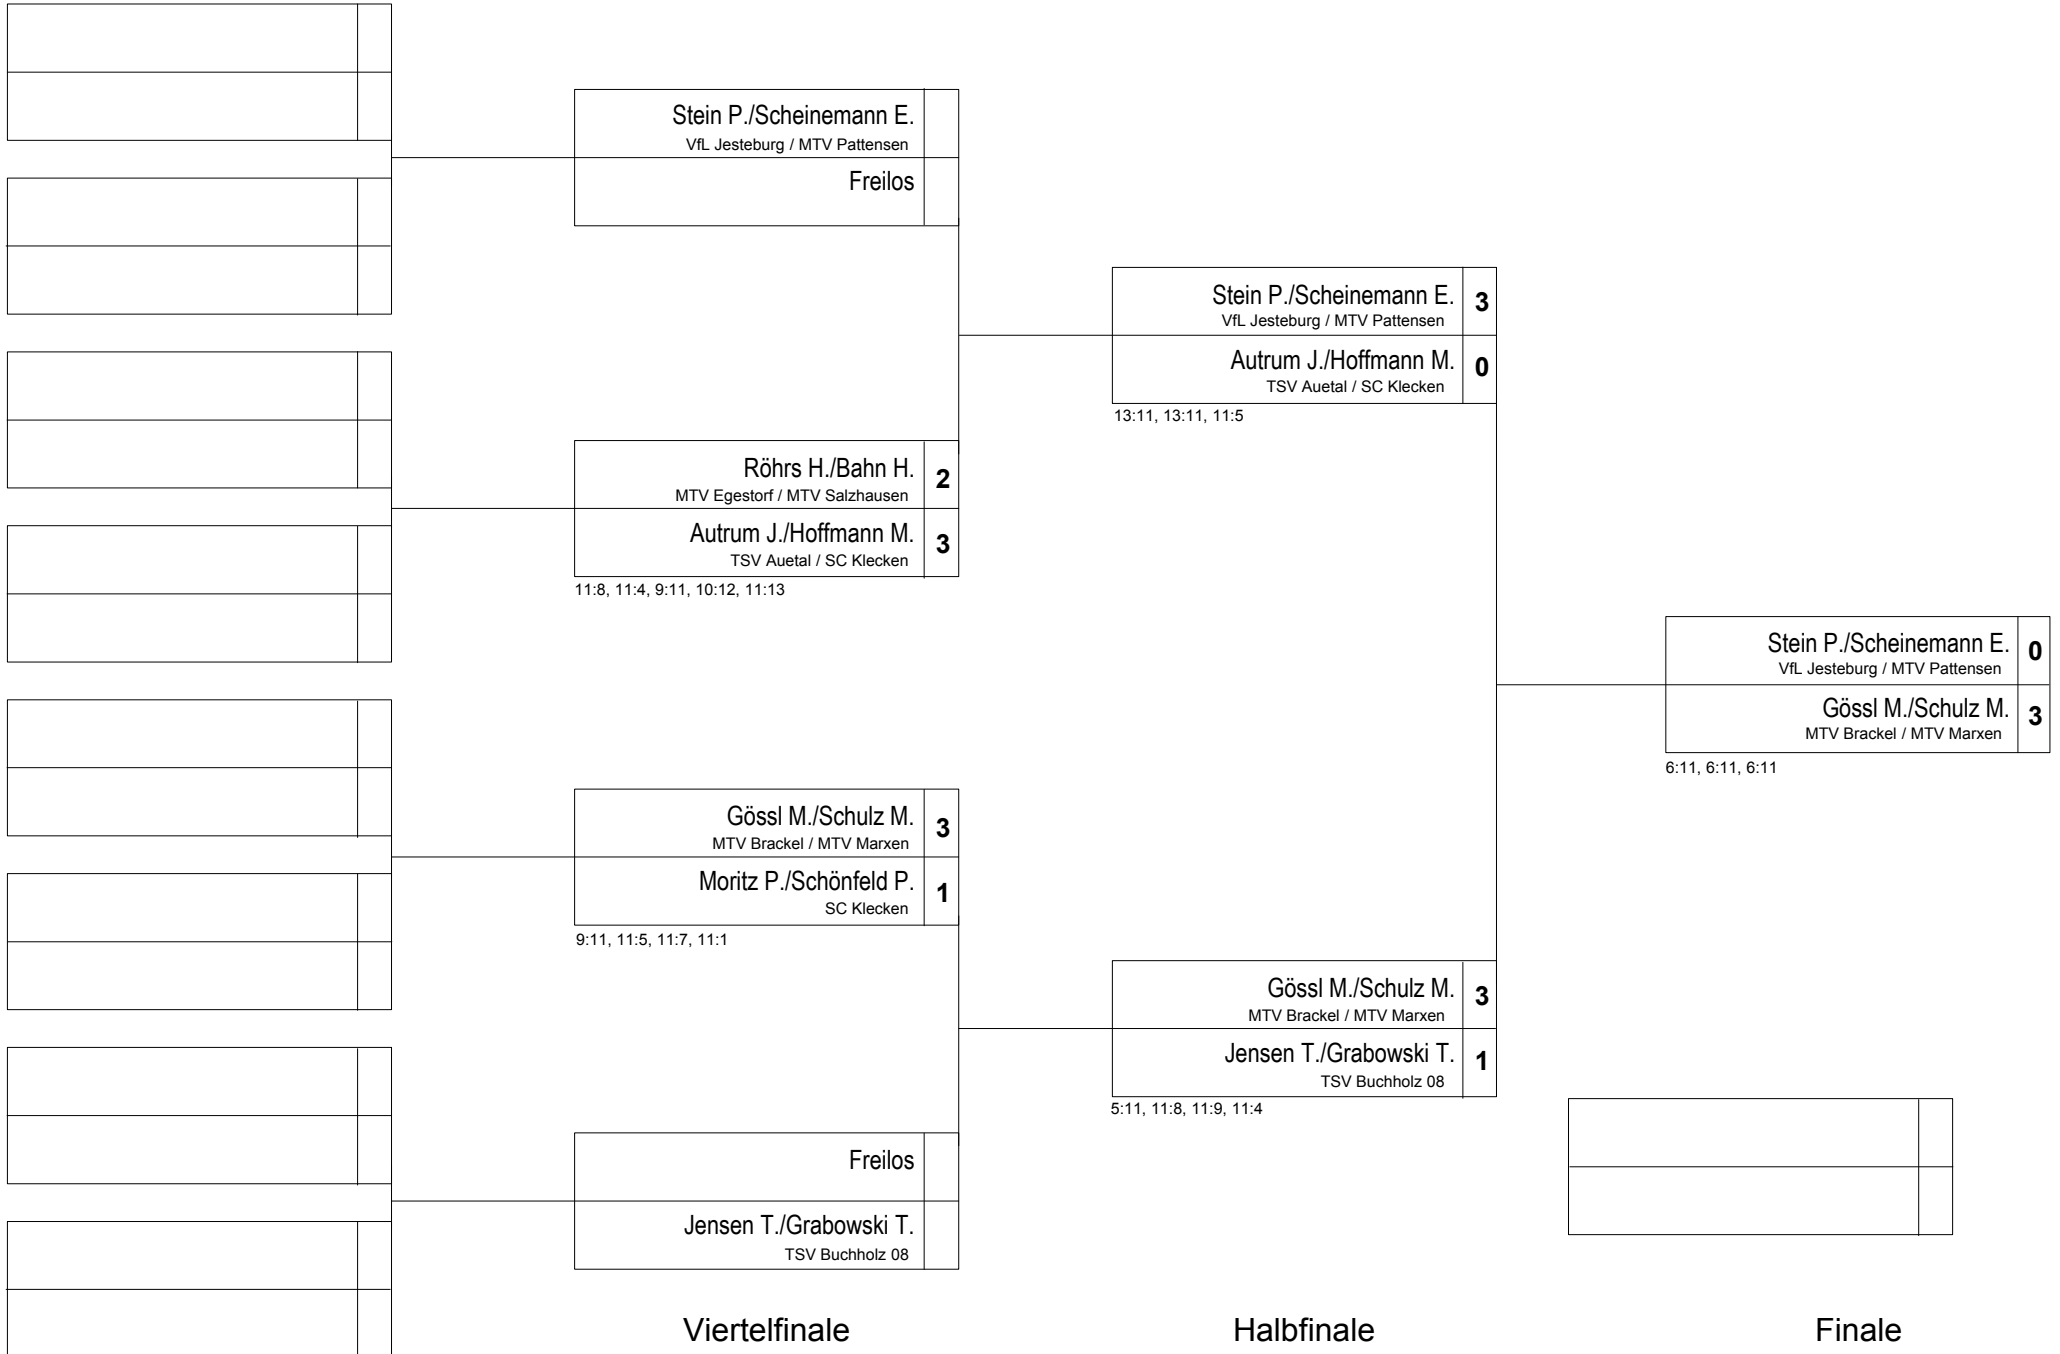 Stein P./Scheinemann E.
VfL Jesteburg / MTV Pattensen
Freilos
Röhrs H./Bahn H. 2
MTV Egestorf / MTV Salzhausen
Autrum J./Hoffmann M. 3
TSV Auetal / SC Klecken
11:8, 11:4, 9:11, 10:12, 11:13
Gössl M./Schulz M. 3
MTV Brackel / MTV Marxen
Moritz P./Schönfeld P. 1
SC Klecken
9:11, 11:5, 11:7, 11:1
Freilos
Jensen T./Grabowski T.
TSV Buchholz 08
Viertelfinale
Stein P./Scheinemann E. 3
VfL Jesteburg / MTV Pattensen
Autrum J./Hoffmann M. 0
TSV Auetal / SC Klecken
13:11, 13:11, 11:5
Gössl M./Schulz M. 3
MTV Brackel / MTV Marxen
Jensen T./Grabowski T. 1
TSV Buchholz 08
5:11, 11:8, 11:9, 11:4
Halbfinale
Stein P./Scheinemann E. 0
VfL Jesteburg / MTV Pattensen
Gössl M./Schulz M. 3
MTV Brackel / MTV Marxen
6:11, 6:11, 6:11
Finale